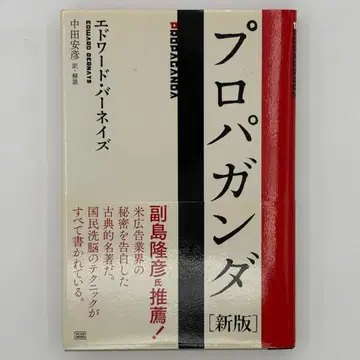 プロパガンダ
[新版]
PROPAGANDA
エドワード・バーネイズ
EDWARD BERNAYS
中田安彦 訳・解説
副島隆彦氏推薦!
米広告業界の
秘密を告白した
古典的名著だ。
国民洗脳のテクニックが
すべて書かれている。